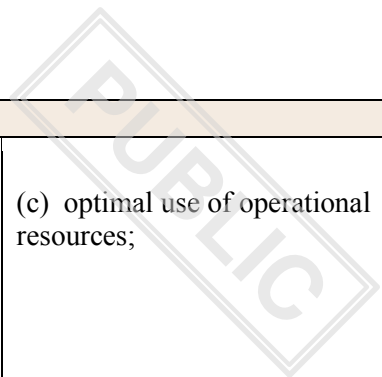 PUBLIC
(c) optimal use of operational
resources;